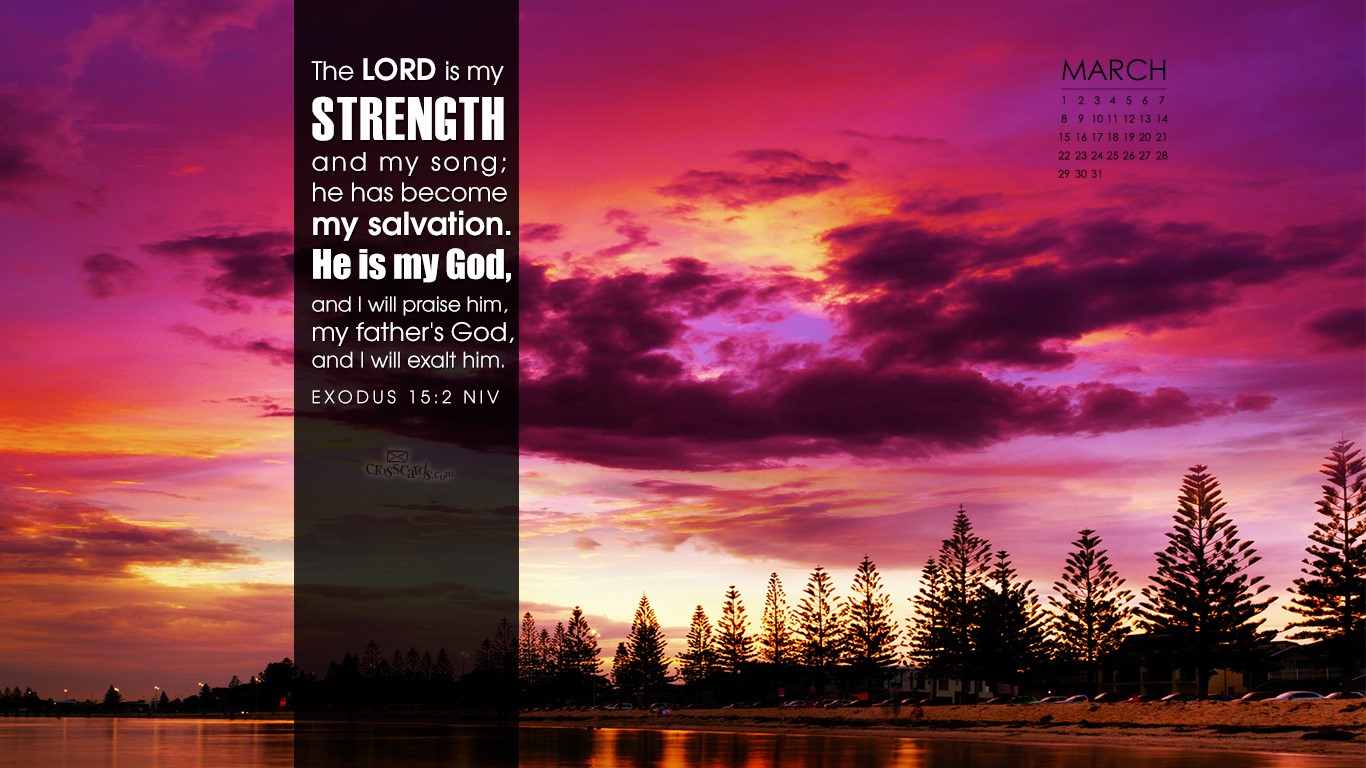 The LORD is my
STRENGTH
and my song;
he has become
my salvation.
He is my God,
and I will praise him,
my father's God,
and I will exalt him.
EXODUS 15:2 NIV
crosscards.com
MARCH
1 2 3 4 5 6 7
8 9 10 11 12 13 14
15 16 17 18 19 20 21
22 23 24 25 26 27 28
29 30 31